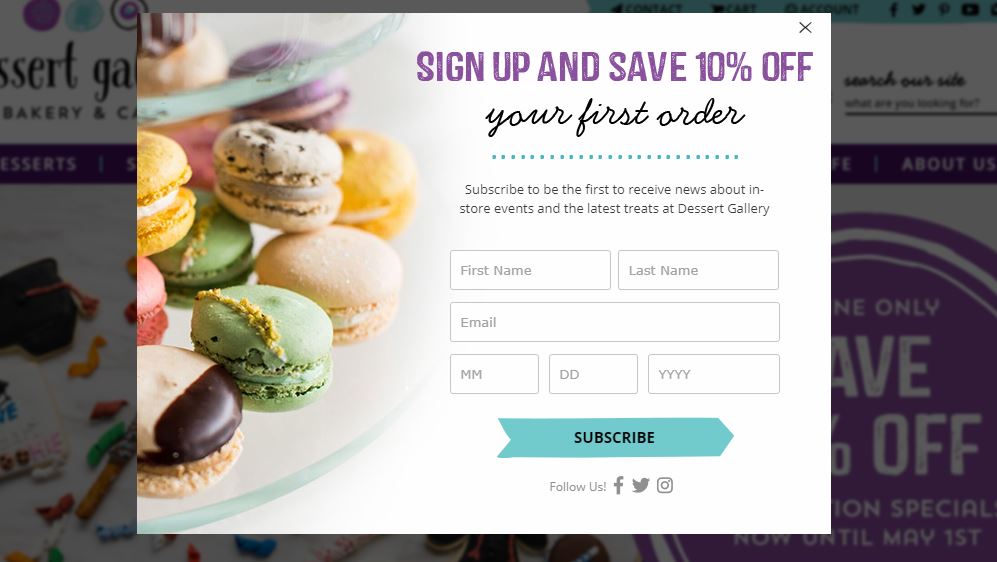 CONTACT
CART
ACCOUNT
ssert ga
BAKERY & CA
search our site
what are you looking for?
ESSERTS
S
FE
ABOUT US
SIGN UP AND SAVE 10% OFF
your first order
Subscribe to be the first to receive news about in-
store events and the latest treats at Dessert Gallery
First Name
Last Name
Email
MM
DD
YYYY
SUBSCRIBE
Follow Us!
NE ONLY
AVE
% OFF
TION SPECIALS
NOW UNTIL MAY 1ST